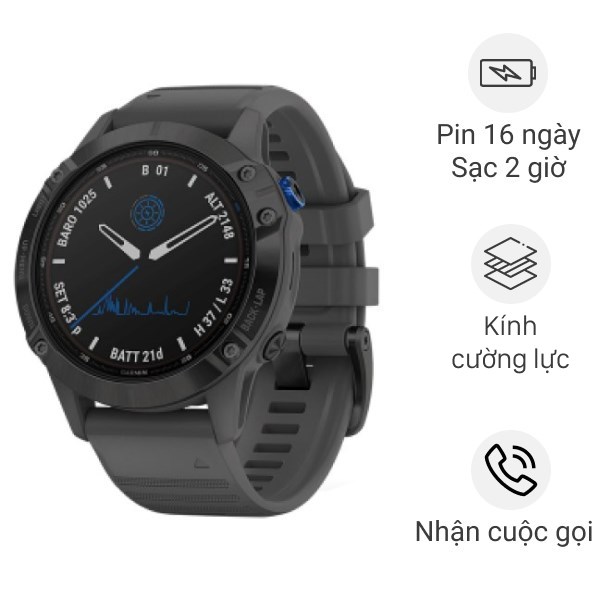 B 01
BARO 1025
ALT 2148
SET 8:3 p
H 37 / L 33
BATT 21d
BACK·LAP
GARMIN
Pin 16 ngày
Sạc 2 giờ
Kính
cường lực
Nhận cuộc gọi